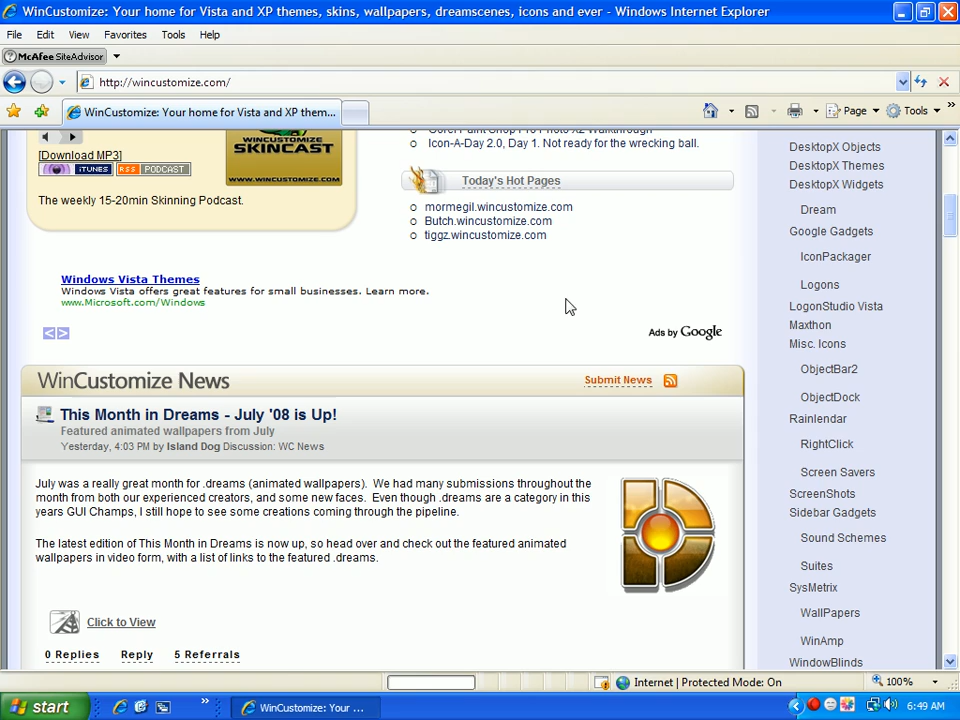 WinCustomize: Your home for Vista and XP themes, skins, wallpapers, dreamscenes, icons and ever - Windows Internet Explorer
File Edit View Favorites Tools Help
McAfee SiteAdvisor
http://wincustomize.com/
WinCustomize: Your home for Vista and XP them...
Page Tools
[Download MP3]
iTUNES RSS PODCAST
WINCUSTOMIZE
SKINCAST
WWW.WINCUSTOMIZE.COM
The weekly 15-20min Skinning Podcast.
Corel Paint Shop Pro Photo X2 Walkthrough
Icon-A-Day 2.0, Day 1. Not ready for the wrecking ball.
Today's Hot Pages
mormegil.wincustomize.com
Butch.wincustomize.com
tiggz.wincustomize.com
Windows Vista Themes
Windows Vista offers great features for small businesses. Learn more.
www.Microsoft.com/Windows
< >
Ads by Google
WinCustomize News
Submit News
This Month in Dreams - July '08 is Up!
Featured animated wallpapers from July
Yesterday, 4:03 PM by Island Dog Discussion: WC News
July was a really great month for .dreams (animated wallpapers). We had many submissions throughout the
month from both our experienced creators, and some new faces. Even though .dreams are a category in this
years GUI Champs, I still hope to see some creations coming through the pipeline.
The latest edition of This Month in Dreams is now up, so head over and check out the featured animated
wallpapers in video form, with a list of links to the featured .dreams.
Click to View
0 Replies Reply 5 Referrals
DesktopX Objects
DesktopX Themes
DesktopX Widgets
Dream
Google Gadgets
IconPackager
Logons
LogonStudio Vista
Maxthon
Misc. Icons
ObjectBar2
ObjectDock
Rainlendar
RightClick
Screen Savers
ScreenShots
Sidebar Gadgets
Sound Schemes
Suites
SysMetrix
WallPapers
WinAmp
WindowBlinds
Internet | Protected Mode: On
100%
start
WinCustomize: Your ...
6:49 AM